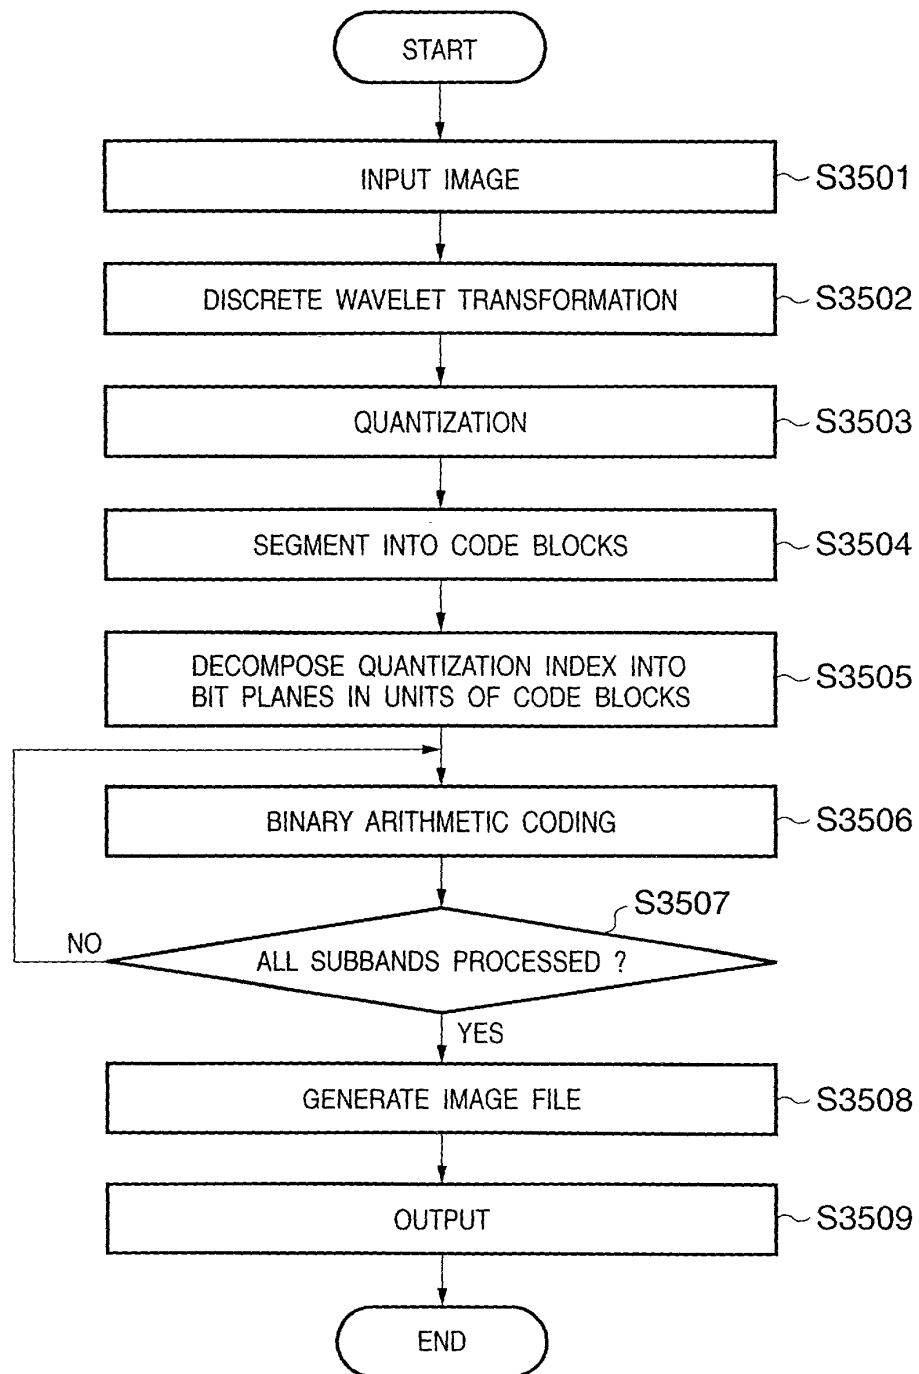 START
INPUT IMAGE
S3501
DISCRETE WAVELET TRANSFORMATION
S3502
QUANTIZATION
S3503
SEGMENT INTO CODE BLOCKS
S3504
DECOMPOSE QUANTIZATION INDEX INTO
BIT PLANES IN UNITS OF CODE BLOCKS
S3505
BINARY ARITHMETIC CODING
S3506
S3507
NO
ALL SUBBANDS PROCESSED ?
YES
GENERATE IMAGE FILE
S3508
OUTPUT
S3509
END